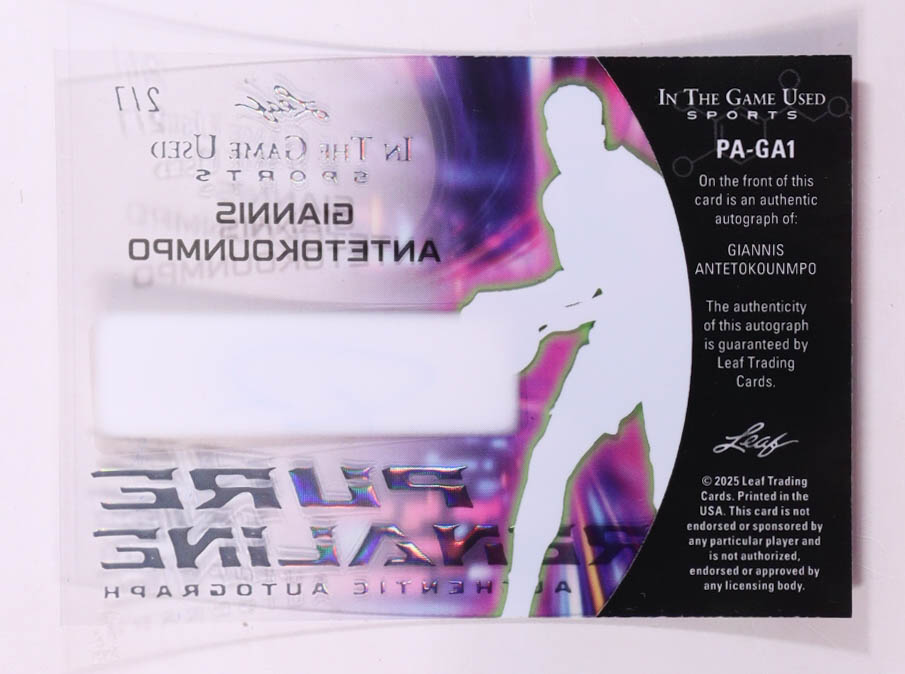 2/7
Leaf
IN THE GAME USED
SPORTS
GIANNIS
ANTETOKOUNMPO
PURE
RENALINE
AUTHENTIC AUTOGRAPH
IN THE GAME USED
SPORTS
PA-GA1
On the front of this
card is an authentic
autograph of:
GIANNIS
ANTETOKOUNMPO
The authenticity
of this autograph
is guaranteed by
Leaf Trading
Cards.
Leaf
© 2025 Leaf Trading
Cards. Printed in the
USA. This card is not
endorsed or sponsored by
any particular player and
is not authorized,
endorsed or approved by
any licensing body.